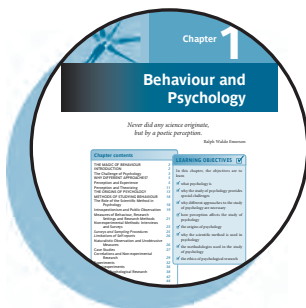 Chapter 1
Behaviour and
Psychology
Never did any science originate,
but by a poetic perception.
Ralph Waldo Emerson
Chapter contents
THE MAGIC OF BEHAVIOUR
INTRODUCTION
The Challenge of Psychology
WHY DIFFERENT APPROACHES?
Perception and Experience
Perception and Theorizing
THE ORIGINS OF PSYCHOLOGY
METHODS OF STUDYING BEHAVIOUR
The Role of the Scientific Method in
Psychology
Introspectionism and Public Observation
Measures of Behaviour, Research
Settings and Research Methods
Nonexperimental Methods: Interviews
and Surveys
Surveys and Sampling Procedures
Limitations of Self-report
Naturalistic Observation and Unobtrusive
Measures
Case Studies
Correlations and Nonexperimental
Research
LEARNING OBJECTIVES
In this chapter, the objectives are to
learn
what psychology is
why the study of psychology provides
special challenges
why different approaches to the study
of psychology are necessary
how perception affects the study of
psychology
the origins of psychology
why the scientific method is used in
psychology
the methodologies used in the study
of psychology
the ethics of psychological research